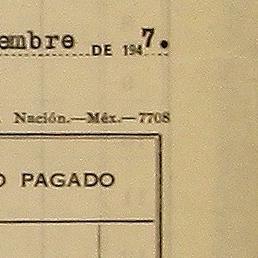 embre DE 1947.
Nación.—Méx.—7708
O PAGADO